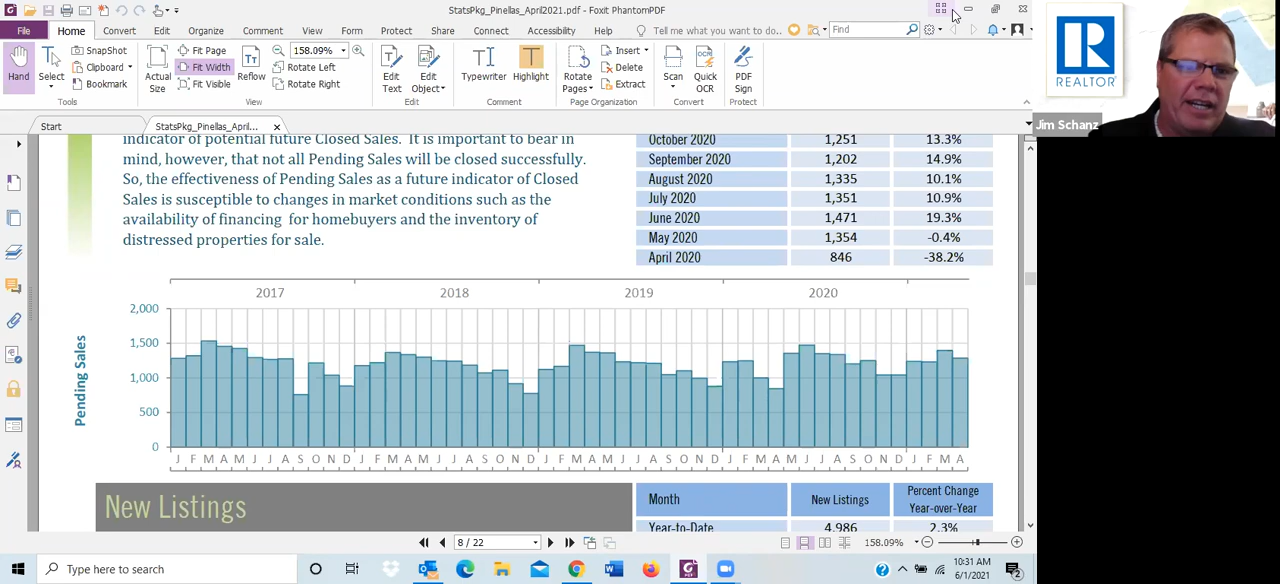 StatsPkg_Pinellas_April2021.pdf - Foxit PhantomPDF
File Home Convert Edit Organize Comment View Form Protect Share Connect Accessibility Help Tell me what you want to do... Find
Hand
Select
SnapShot
Clipboard
Bookmark
Tools
Actual Size
Fit Page
Fit Width
Fit Visible
Reflow
158.09%
Rotate Left
Rotate Right
View
Edit Text
Edit Object
Edit
Typewriter
Highlight
Comment
Rotate Pages
Insert
Delete
Extract
Page Organization
Scan
Quick OCR
Convert
PDF Sign
Protect
R
REALTOR
Jim Schanz
Start StatsPkg_Pinellas_April...
indicator of potential future Closed Sales. It is important to bear in
mind, however, that not all Pending Sales will be closed successfully.
So, the effectiveness of Pending Sales as a future indicator of Closed
Sales is susceptible to changes in market conditions such as the
availability of financing for homebuyers and the inventory of
distressed properties for sale.
October 2020 1,251 13.3%
September 2020 1,202 14.9%
August 2020 1,335 10.1%
July 2020 1,351 10.9%
June 2020 1,471 19.3%
May 2020 1,354 -0.4%
April 2020 846 -38.2%
2017 2018 2019 2020
Pending Sales
2,000
1,500
1,000
500
0
J F M A M J J A S O N D J F M A M J J A S O N D J F M A M J J A S O N D J F M A M J J A S O N D J F M A
New Listings
Month New Listings Percent Change Year-over-Year
Year-to-Date 4,986 2.3%
8 / 22
158.09%
Type here to search
10:31 AM
6/1/2021
2